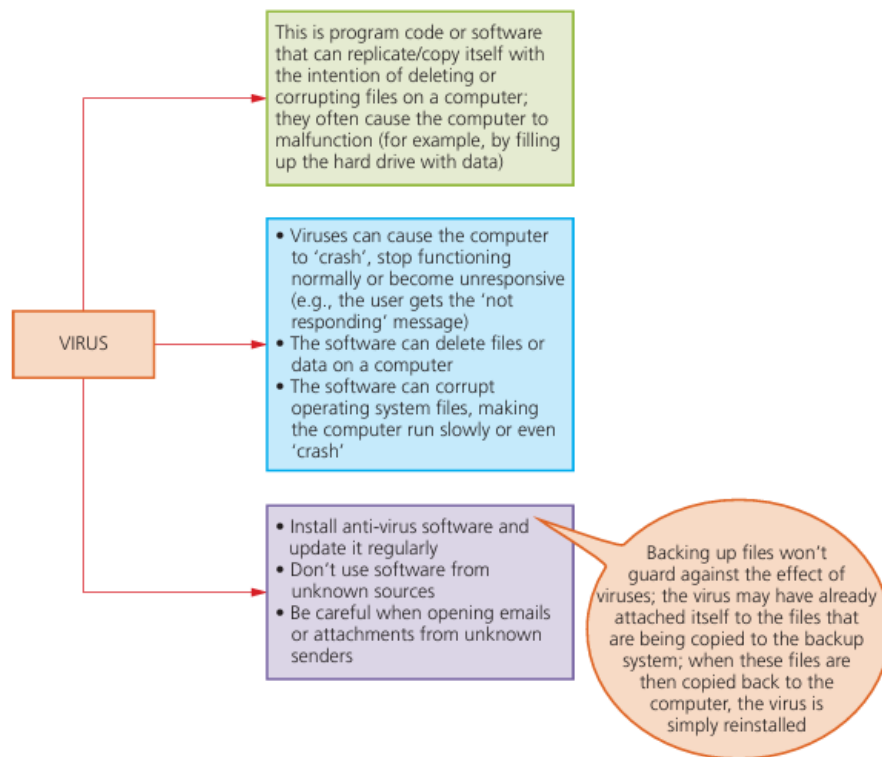 This is program code or software
that can replicate/copy itself with
the intention of deleting or
corrupting files on a computer;
they often cause the computer to
malfunction (for example, by filling
up the hard drive with data)
VIRUS
• Viruses can cause the computer
to ‘crash’, stop functioning
normally or become unresponsive
(e.g., the user gets the ‘not
responding’ message)
• The software can delete files or
data on a computer
• The software can corrupt
operating system files, making
the computer run slowly or even
‘crash’
• Install anti-virus software and
update it regularly
• Don’t use software from
unknown sources
• Be careful when opening emails
or attachments from unknown
senders
Backing up files won’t
guard against the effect of
viruses; the virus may have already
attached itself to the files that
are being copied to the backup
system; when these files are
then copied back to the
computer, the virus is
simply reinstalled